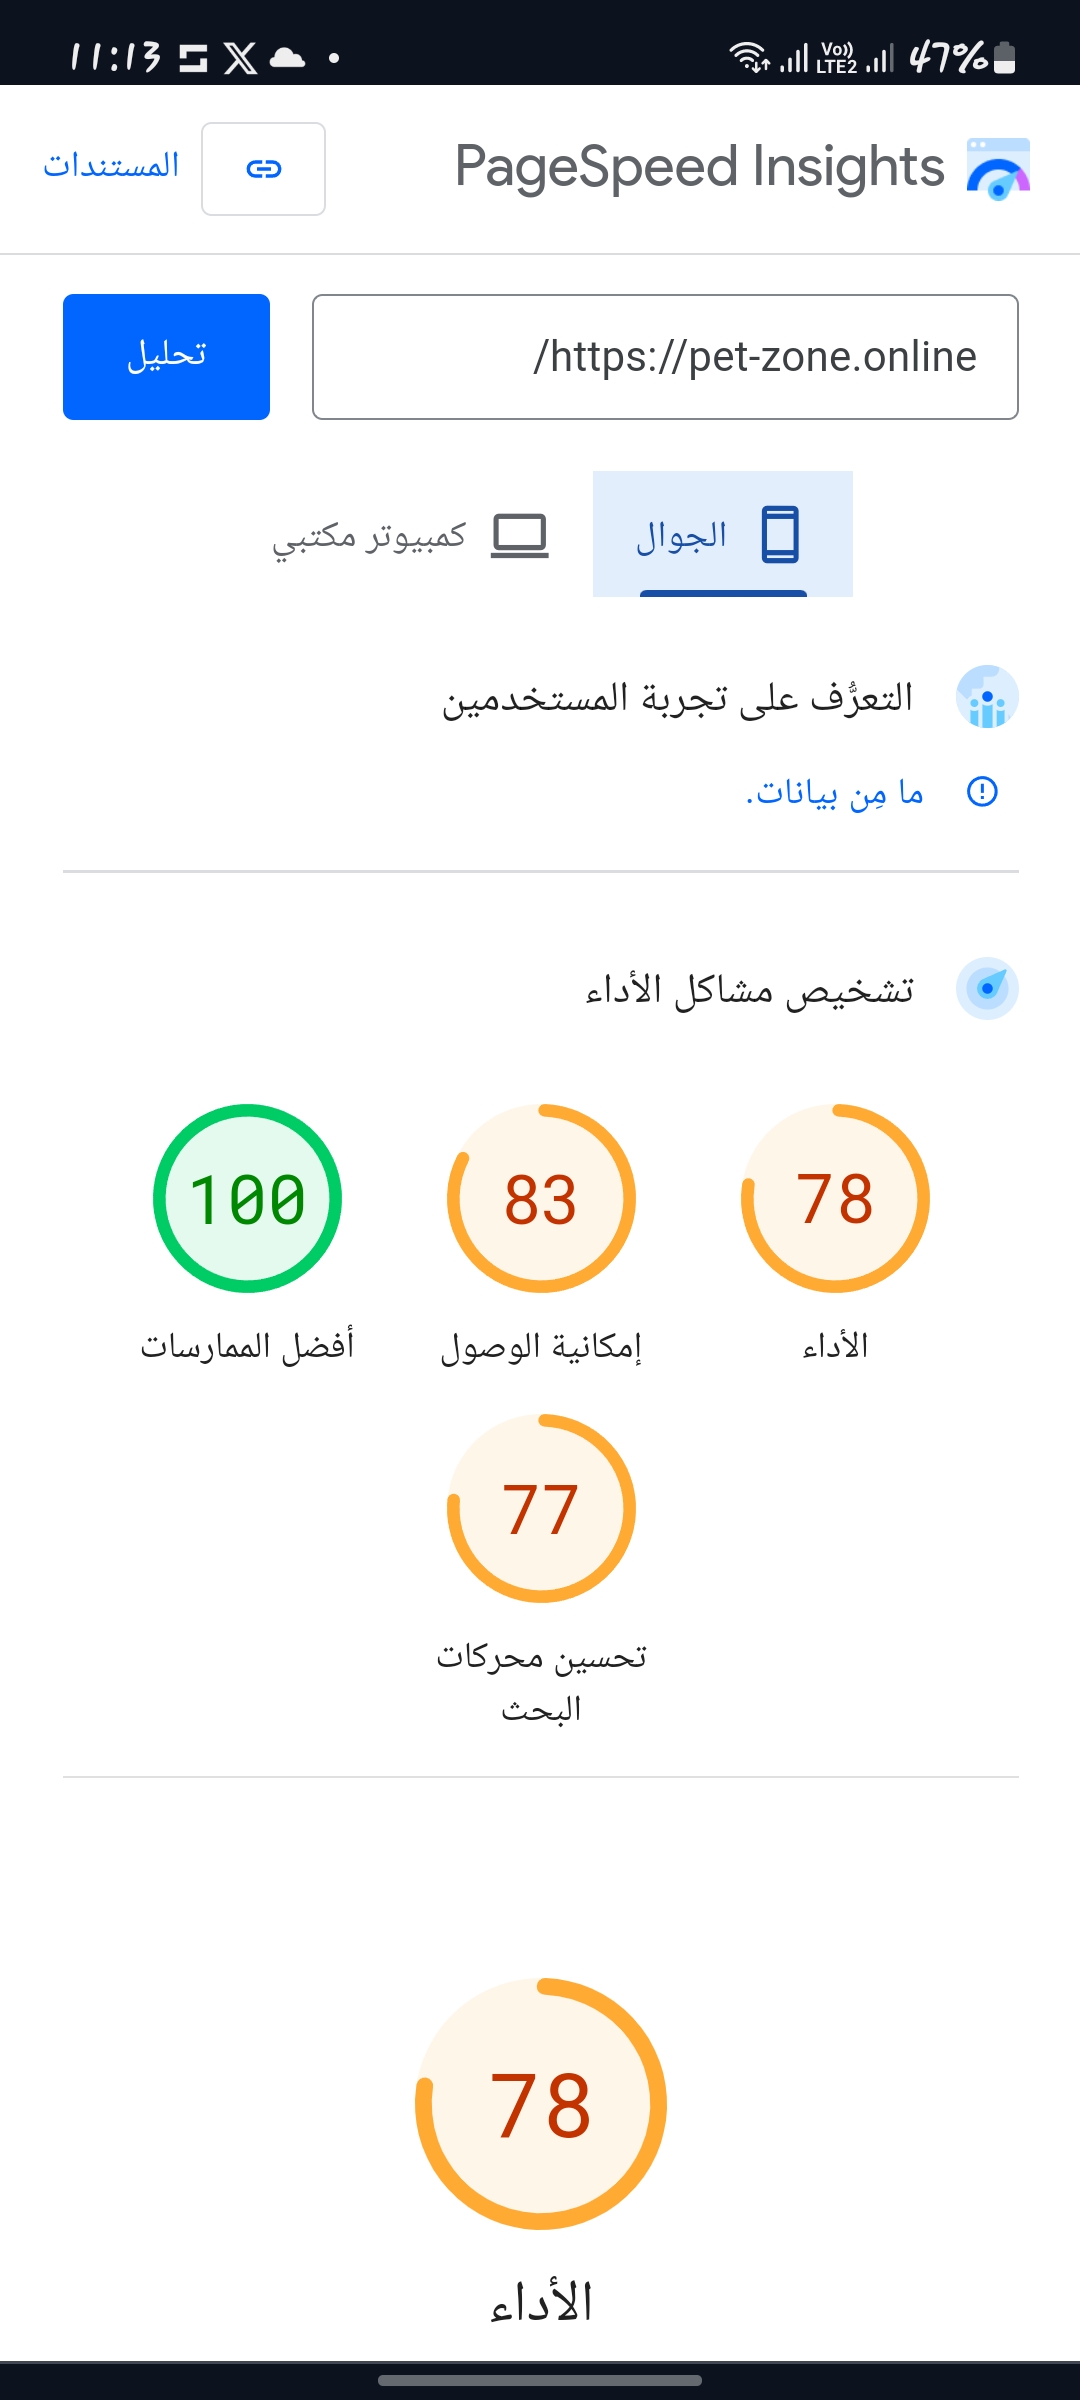 11:13
Vo)) LTE2 47%
PageSpeed Insights
المستندات
https://pet-zone.online/
تحليل
الجوال
كمبيوتر مكتبي
التعرُّف على تجربة المستخدمين
ما مِن بيانات.
تشخيص مشاكل الأداء
78
الأداء
83
إمكانية الوصول
100
أفضل الممارسات
77
تحسين محركات
البحث
78
الأداء